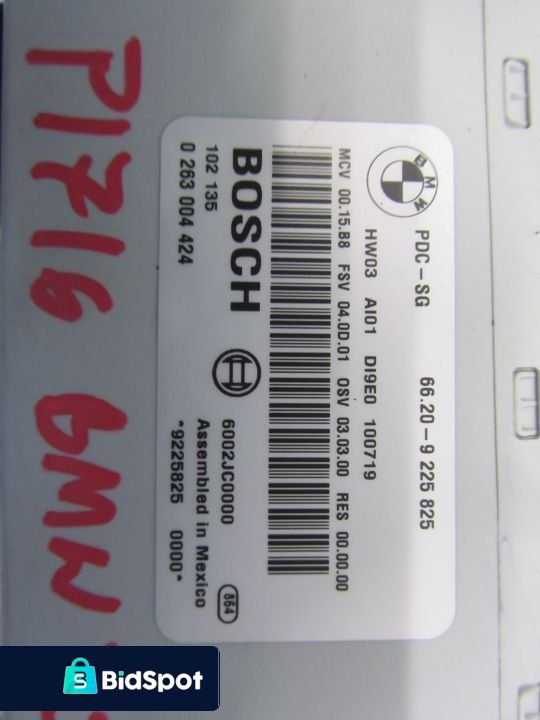 P1716 BMW
BMW
PDC-SG 66.20-9 225 825
HW03 AI01 DI9E0 100719
MCV 00.15.B8 FSV 04.0D.01 OSV 03.03.00 RES 00.00.00
BOSCH
102 135
0 263 004 424
6002JC0000
Assembled in Mexico
*9225825 0000*
864
S BidSpot